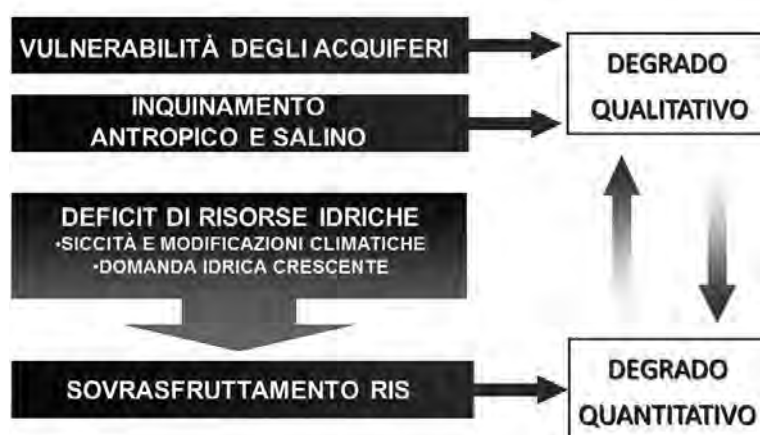 VULNERABILITÀ DEGLI ACQUIFERI
INQUINAMENTO
ANTROPICO E SALINO
DEGRADO
QUALITATIVO
DEFICIT DI RISORSE IDRICHE
•SICCITÀ E MODIFICAZIONI CLIMATICHE
•DOMANDA IDRICA CRESCENTE
SOVRASFRUTTAMENTO RIS
DEGRADO
QUANTITATIVO